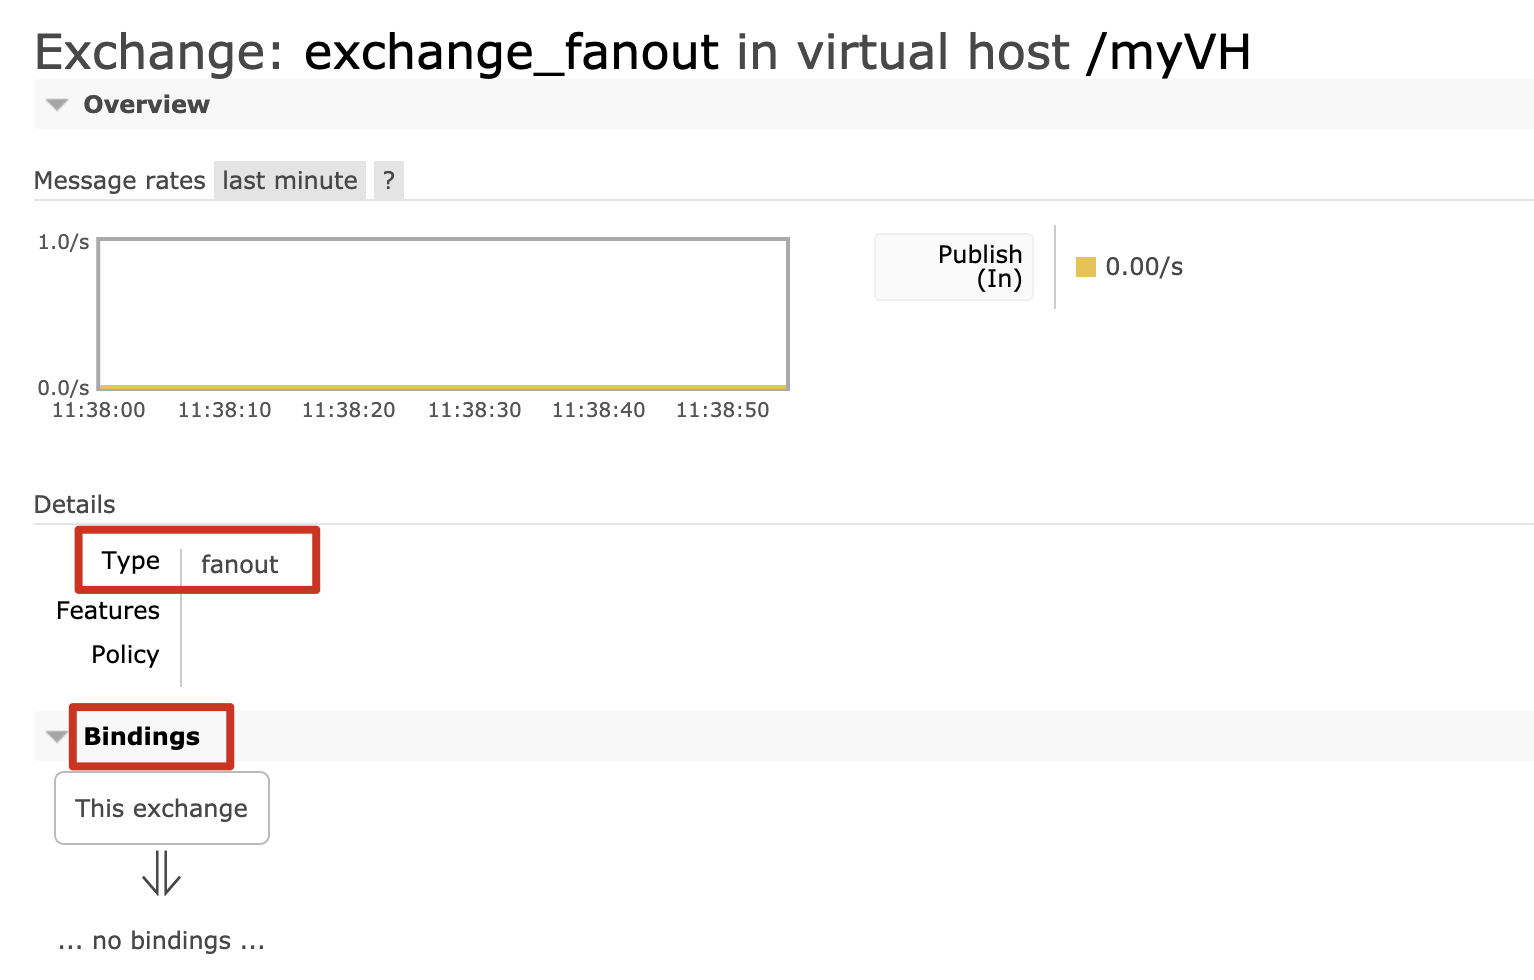 Exchange: exchange_fanout in virtual host /myVH
Overview
Message rates last minute ?
1.0/s
0.0/s
11:38:00 11:38:10 11:38:20 11:38:30 11:38:40 11:38:50
Publish
(In)
0.00/s
Details
Type fanout
Features
Policy
Bindings
This exchange
... no bindings ...